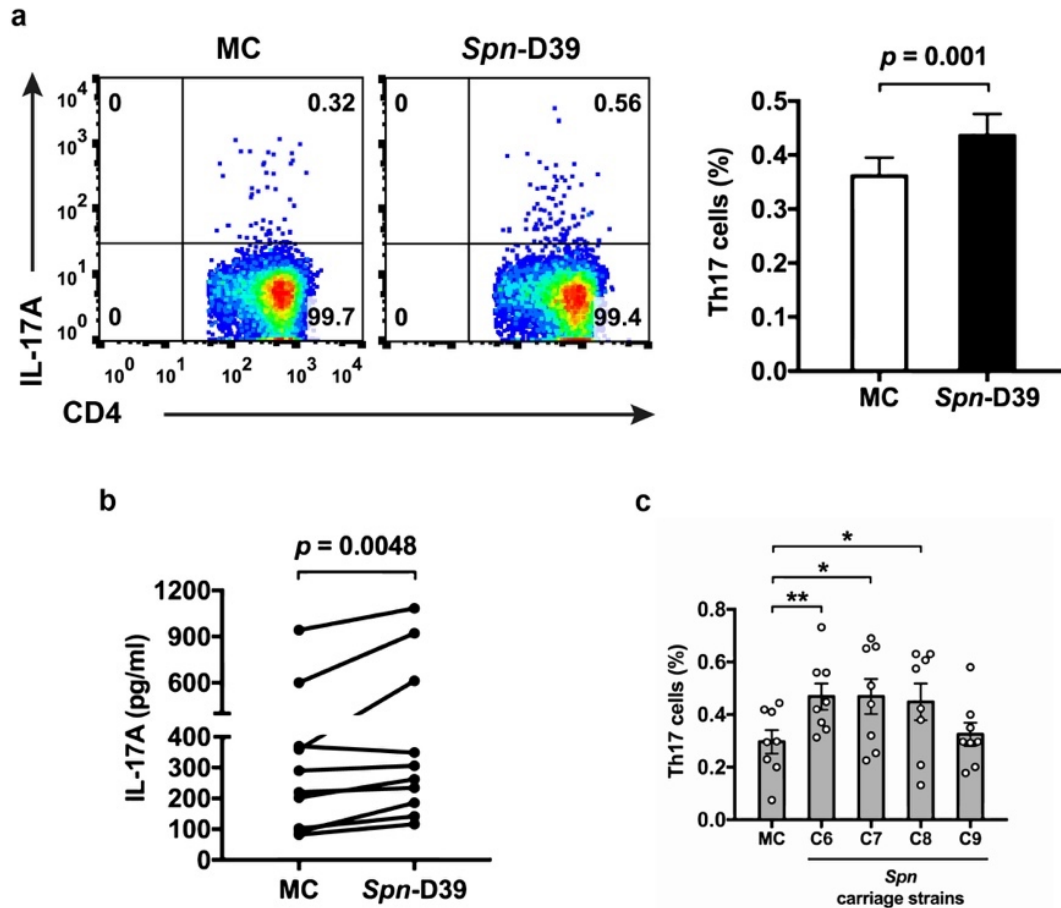 a
MC
Spn-D39
10⁴
10³
10²
10¹
10⁰
0
0.32
0
99.7
0
0.56
0
99.4
10⁰ 10¹ 10² 10³ 10⁴
IL-17A
CD4
p = 0.001
0.5
0.4
0.3
0.2
0.1
0.0
Th17 cells (%)
MC Spn-D39
b
p = 0.0048
1200
900
600
400
300
200
100
0
IL-17A (pg/ml)
MC Spn-D39
c
*
*
**
0.8
0.6
0.4
0.2
0.0
Th17 cells (%)
MC C6 C7 C8 C9
Spn
carriage strains